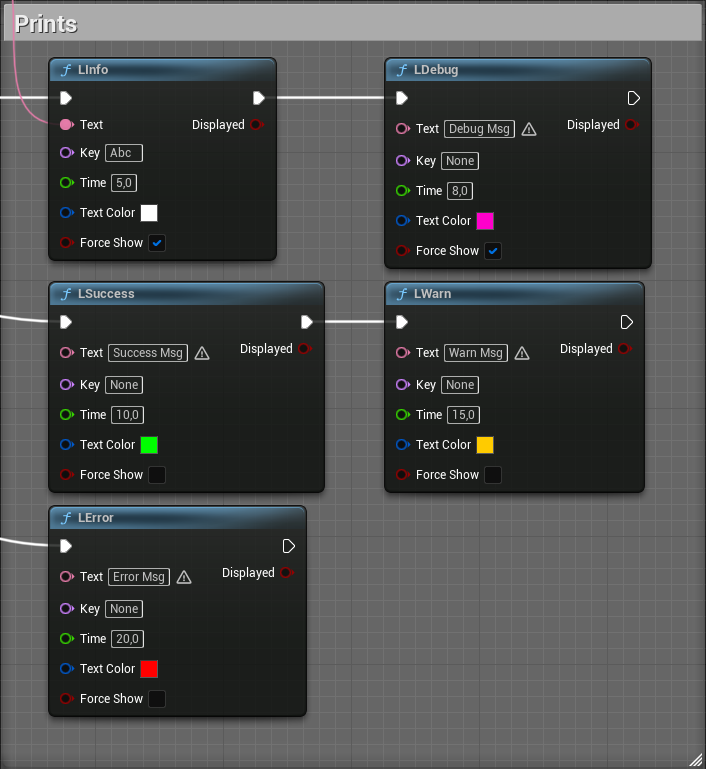 Prints
LInfo
Text
Displayed
Key Abc
Time 5,0
Text Color
Force Show
LDebug
Text Debug Msg
Displayed
Key None
Time 8,0
Text Color
Force Show
LSuccess
Text Success Msg
Displayed
Key None
Time 10,0
Text Color
Force Show
LWarn
Text Warn Msg
Displayed
Key None
Time 15,0
Text Color
Force Show
LError
Text Error Msg
Displayed
Key None
Time 20,0
Text Color
Force Show